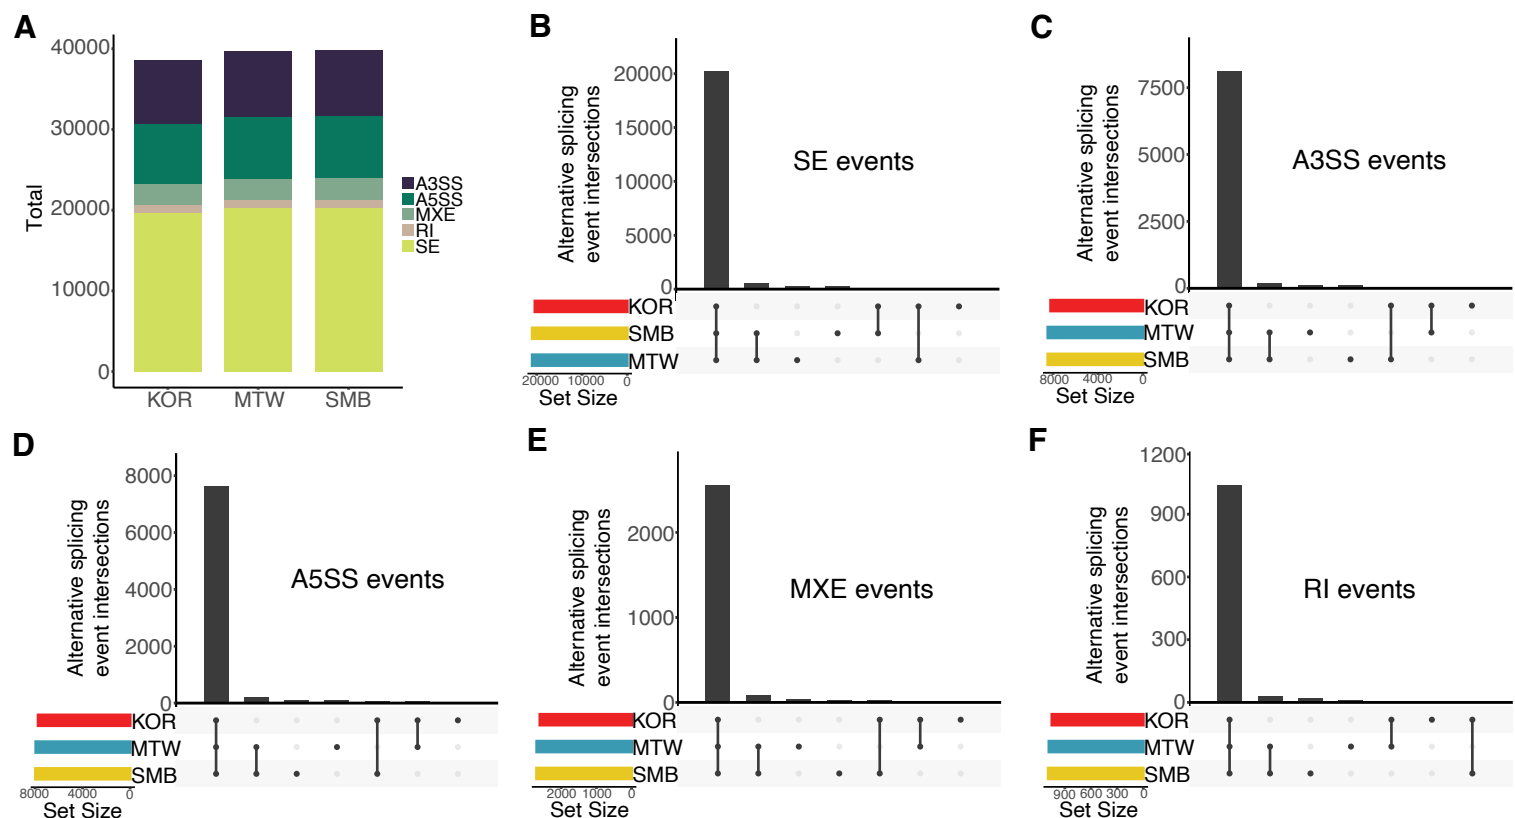 A
40000
30000
20000
10000
0
Total
KOR
MTW
SMB
A3SS
A5SS
MXE
RI
SE
B
20000
15000
10000
5000
0
Alternative splicing
event intersections
SE events
KOR
SMB
MTW
20000 10000 0
Set Size
C
7500
5000
2500
0
Alternative splicing
event intersections
A3SS events
KOR
MTW
SMB
8000 4000 0
Set Size
D
8000
6000
4000
2000
0
Alternative splicing
event intersections
A5SS events
KOR
MTW
SMB
8000 4000 0
Set Size
E
2000
1000
0
Alternative splicing
event intersections
MXE events
KOR
MTW
SMB
2000 1000 0
Set Size
F
1200
900
600
300
0
Alternative splicing
event intersections
RI events
KOR
MTW
SMB
900 600 300 0
Set Size